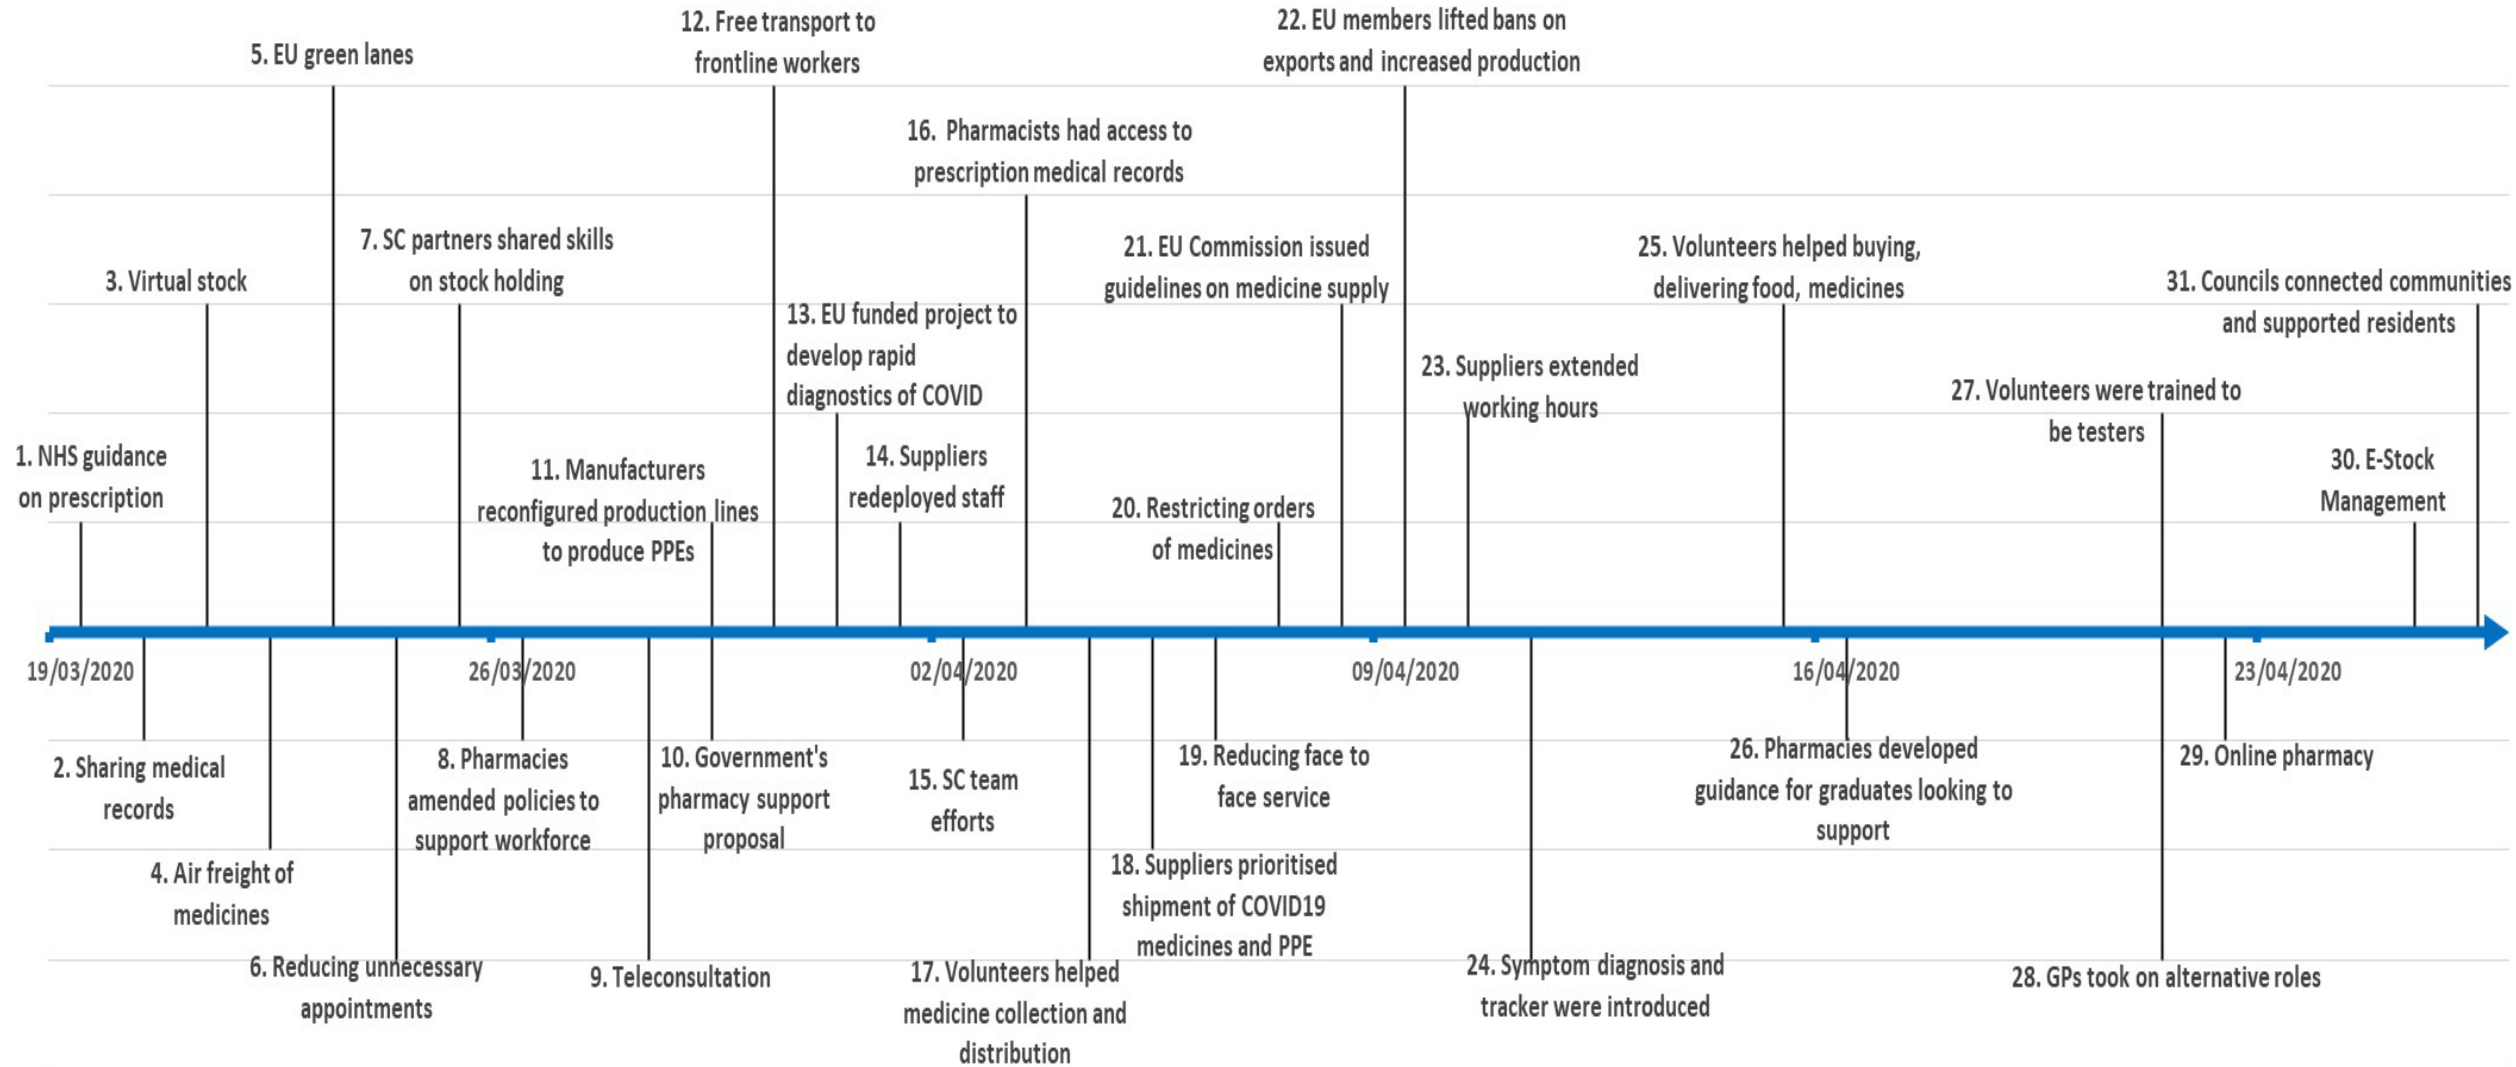 12. Free transport to
frontline workers
22. EU members lifted bans on
exports and increased production
5. EU green lanes
16. Pharmacists had access to
prescription medical records
7. SC partners shared skills
on stock holding
3. Virtual stock
21. EU Commission issued
guidelines on medicine supply
25. Volunteers helped buying,
delivering food, medicines
31. Councils connected communities
and supported residents
13. EU funded project to
develop rapid
diagnostics of COVID
23. Suppliers extended
working hours
27. Volunteers were trained to
be testers
1. NHS guidance
on prescription
11. Manufacturers
reconfigured production lines
to produce PPEs
14. Suppliers
redeployed staff
20. Restricting orders
of medicines
30. E-Stock
Management
19/03/2020
26/03/2020
02/04/2020
09/04/2020
16/04/2020
23/04/2020
2. Sharing medical
records
8. Pharmacies
amended policies to
support workforce
10. Government's
pharmacy support
proposal
15. SC team
efforts
19. Reducing face to
face service
26. Pharmacies developed
guidance for graduates looking to
support
29. Online pharmacy
4. Air freight of
medicines
18. Suppliers prioritised
shipment of COVID19
medicines and PPE
6. Reducing unnecessary
appointments
9. Teleconsultation
17. Volunteers helped
medicine collection and
distribution
24. Symptom diagnosis and
tracker were introduced
28. GPs took on alternative roles